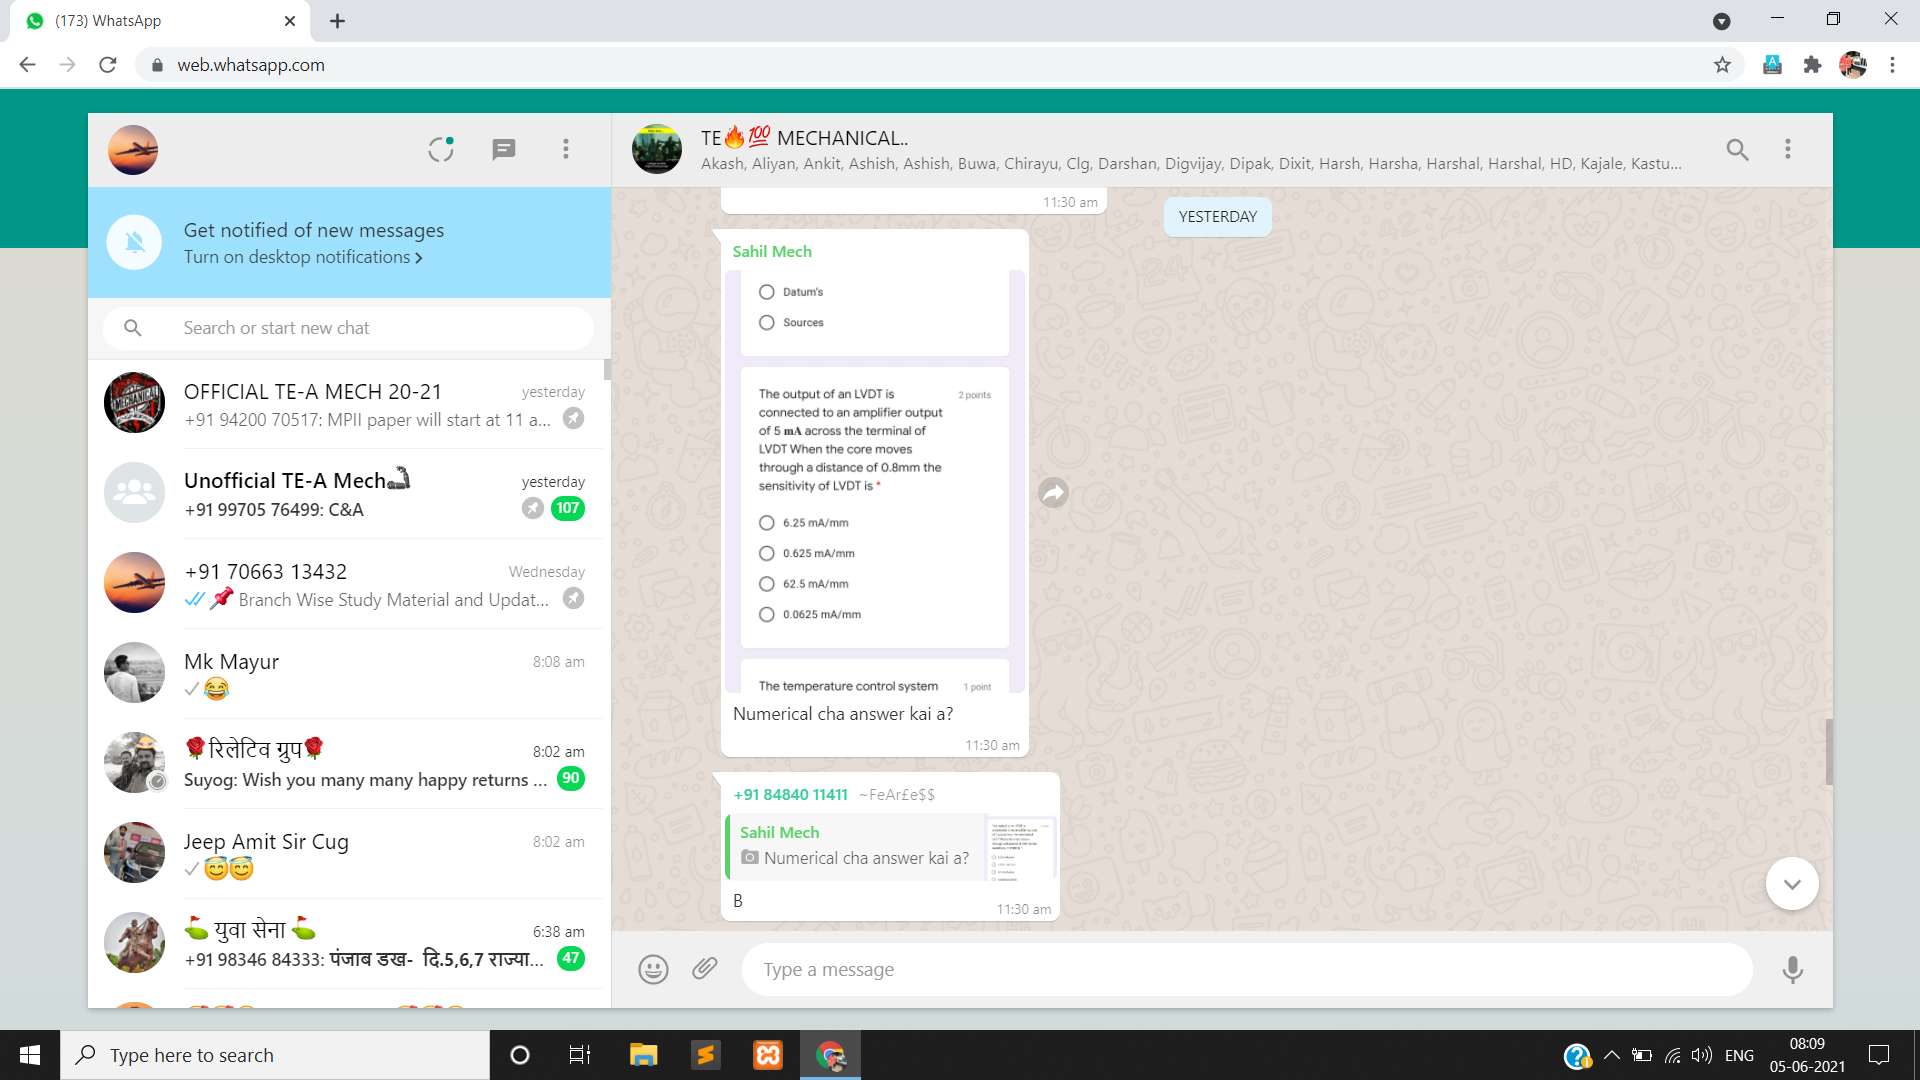 (173) WhatsApp
web.whatsapp.com
TE🔥💯 MECHANICAL..
Akash, Aliyan, Ankit, Ashish, Ashish, Buwa, Chirayu, Clg, Darshan, Digvijay, Dipak, Dixit, Harsh, Harsha, Harshal, Harshal, HD, Kajale, Kastu...
Get notified of new messages
Turn on desktop notifications >
Search or start new chat
OFFICIAL TE-A MECH 20-21 yesterday
+91 94200 70517: MPII paper will start at 11 a...
Unofficial TE-A Mech🦾 yesterday
+91 99705 76499: C&A 107
+91 70663 13432 Wednesday
📌 Branch Wise Study Material and Updat...
Mk Mayur 8:08 am
😂
🌹रिलेटिव ग्रुप🌹 8:02 am
Suyog: Wish you many many happy returns ... 90
Jeep Amit Sir Cug 8:02 am
😇😇
⛳ युवा सेना ⛳ 6:38 am
+91 98346 84333: पंजाब डख- दि.5,6,7 राज्या... 47
11:30 am
YESTERDAY
Sahil Mech
Datum's
Sources
The output of an LVDT is 2 points
connected to an amplifier output
of 5 mA across the terminal of
LVDT When the core moves
through a distance of 0.8mm the
sensitivity of LVDT is *
6.25 mA/mm
0.625 mA/mm
62.5 mA/mm
0.0625 mA/mm
The temperature control system 1 point
Numerical cha answer kai a?
11:30 am
+91 84840 11411 ~FeAr£e$$
Sahil Mech
Numerical cha answer kai a?
B
11:30 am
Type a message
Type here to search
ENG
08:09
05-06-2021